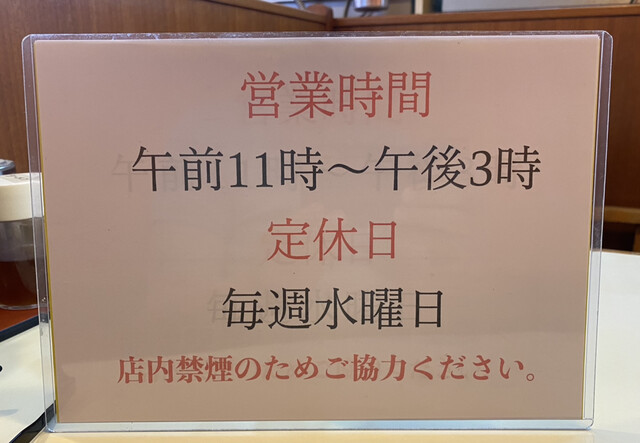 営業時間
午前11時～午後3時
定休日
毎週水曜日
店内禁煙のためご協力ください。